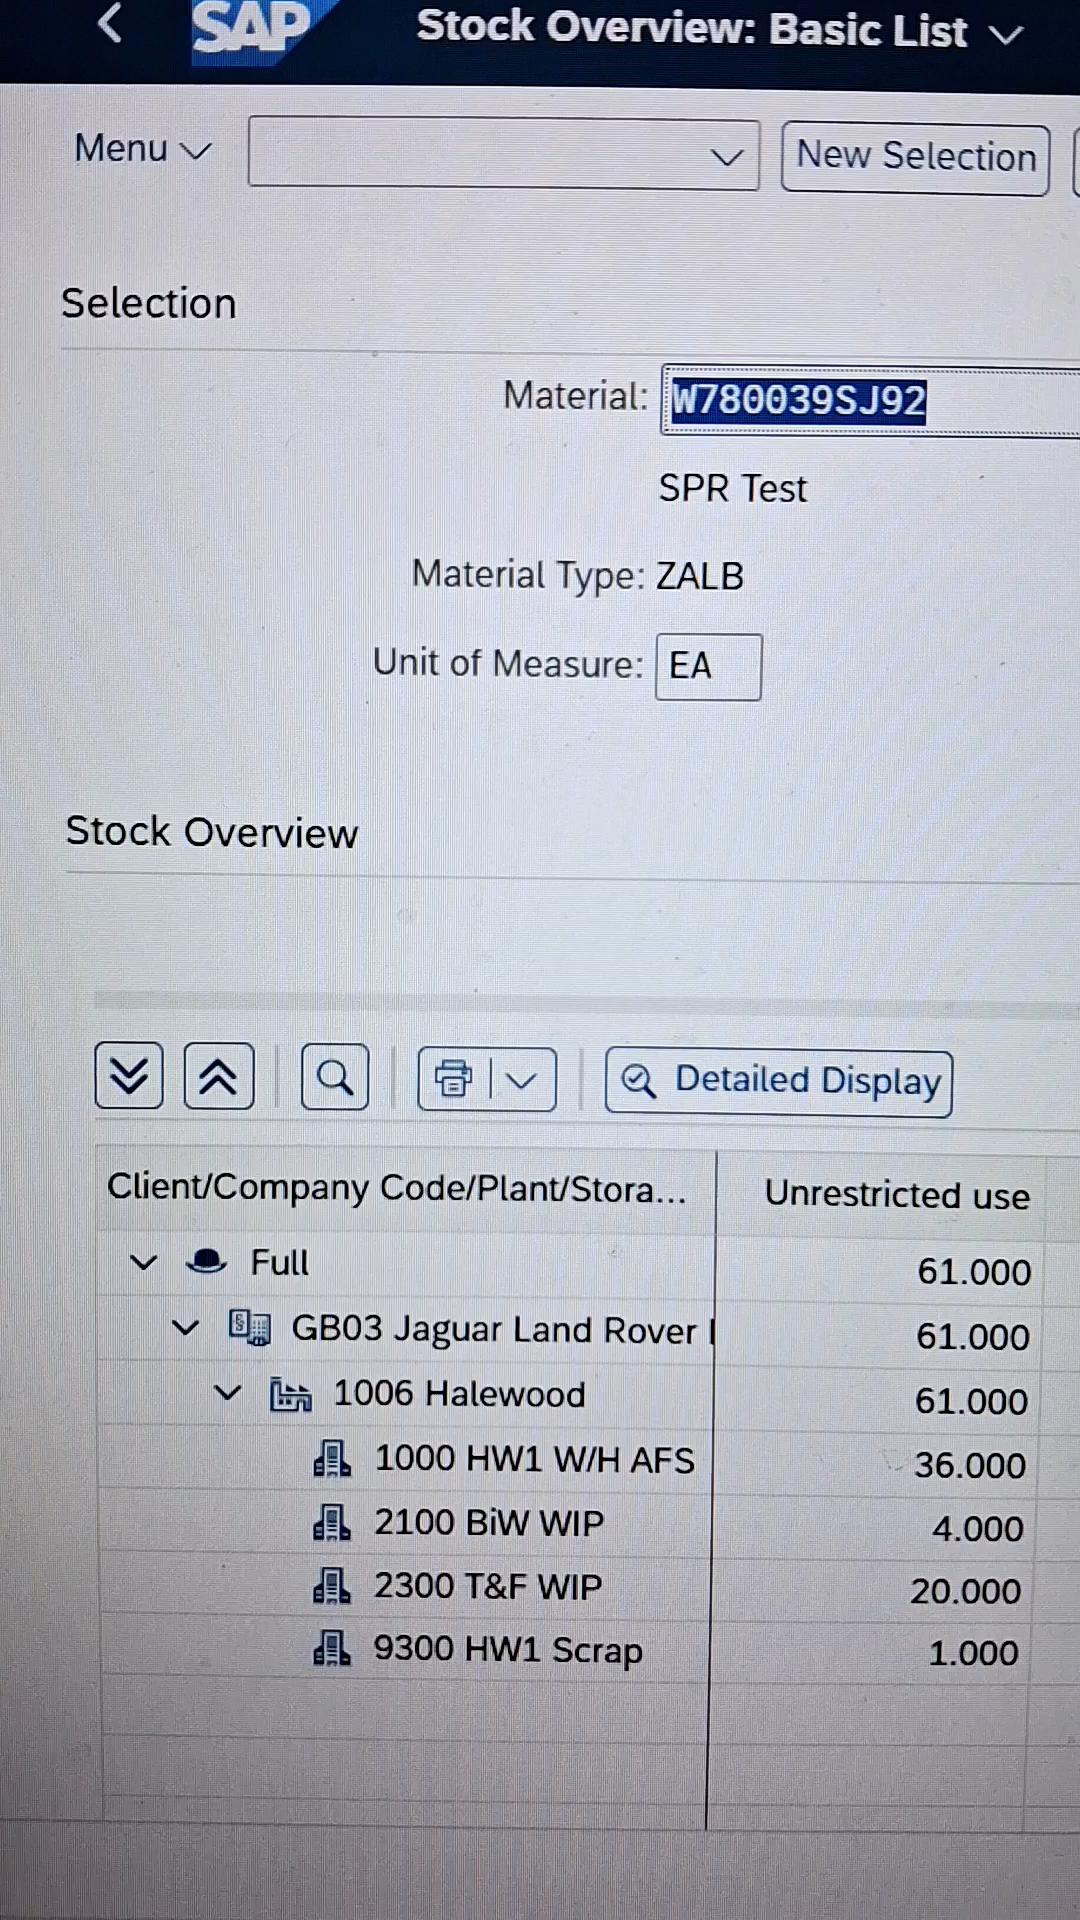 SAP
Stock Overview: Basic List
Menu
New Selection
Selection
Material: W780039SJ92
SPR Test
Material Type: ZALB
Unit of Measure: EA
Stock Overview
Detailed Display
Client/Company Code/Plant/Stora... Unrestricted use
Full 61.000
GB03 Jaguar Land Rover 61.000
1006 Halewood 61.000
1000 HW1 W/H AFS 36.000
2100 BiW WIP 4.000
2300 T&F WIP 20.000
9300 HW1 Scrap 1.000